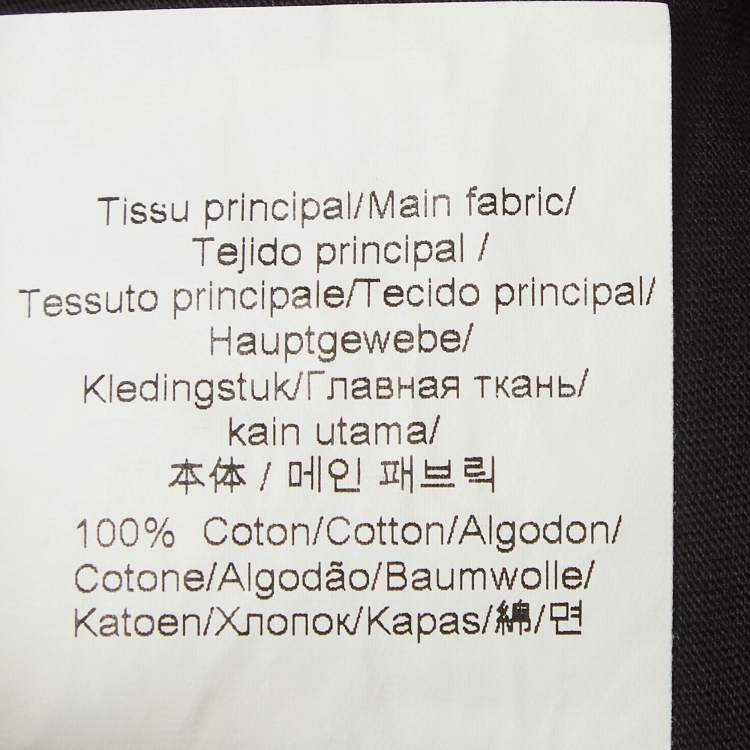 Tissu principal/Main fabric/
Tejido principal /
Tessuto principale/Tecido principal/
Hauptgewebe/
Kledingstuk/Главная ткань/
kain utama/
本体 / 메인 패브릭
100% Coton/Cotton/Algodon/
Cotone/Algodão/Baumwolle/
Katoen/Хлопок/Kapas/綿/면